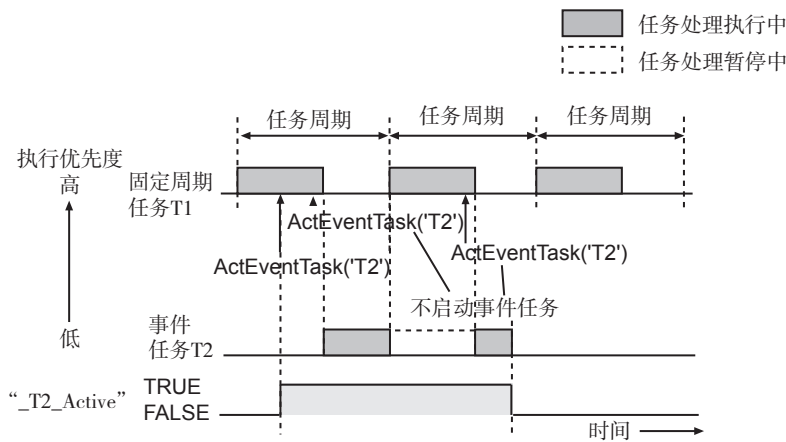 任务处理执行中
任务处理暂停中
任务周期 任务周期 任务周期
执行优先度
高
固定周期
任务T1
ActEventTask('T2')
ActEventTask('T2')
ActEventTask('T2')
不启动事件任务
低
事件
任务T2
“_T2_Active”
TRUE
FALSE
时间